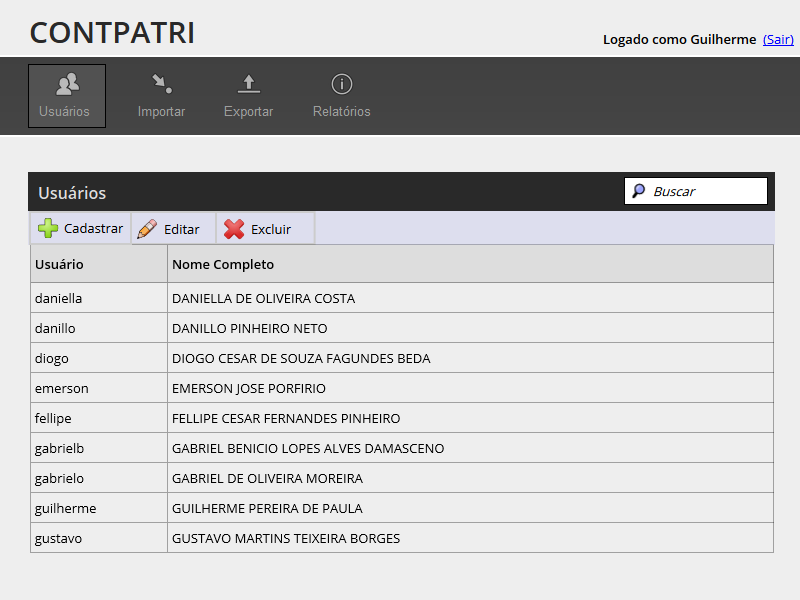 CONTPATRI
Logado como Guilherme (Sair)
Usuários Importar Exportar Relatórios
Usuários Buscar
Cadastrar Editar Excluir
Usuário Nome Completo
daniella DANIELLA DE OLIVEIRA COSTA
danillo DANILLO PINHEIRO NETO
diogo DIOGO CESAR DE SOUZA FAGUNDES BEDA
emerson EMERSON JOSE PORFIRIO
fellipe FELLIPE CESAR FERNANDES PINHEIRO
gabrielb GABRIEL BENICIO LOPES ALVES DAMASCENO
gabrielo GABRIEL DE OLIVEIRA MOREIRA
guilherme GUILHERME PEREIRA DE PAULA
gustavo GUSTAVO MARTINS TEIXEIRA BORGES